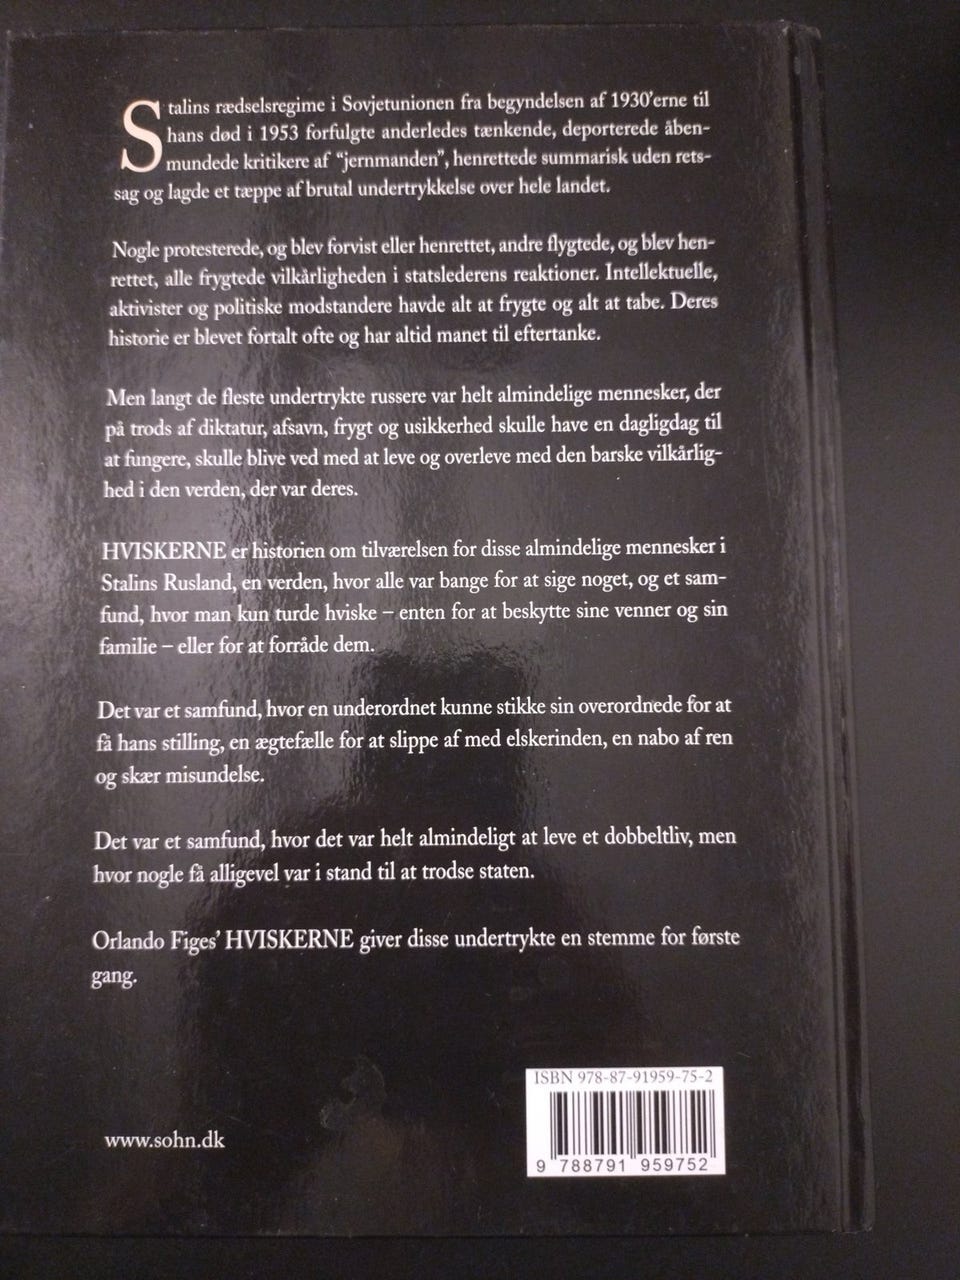 Stalins rædselsregime i Sovjetunionen fra begyndelsen af 1930’erne til
hans død i 1953 forfulgte anderledes tænkende, deporterede åben-
mundede kritikere af “jernmanden”, henrettede summarisk uden rets-
sag og lagde et tæppe af brutal undertrykkelse over hele landet.
Nogle protesterede, og blev forvist eller henrettet, andre flygtede, og blev hen-
rettet, alle frygtede vilkårligheden i statslederens reaktioner. Intellektuelle,
aktivister og politiske modstandere havde alt at frygte og alt at tabe. Deres
historie er blevet fortalt ofte og har altid manet til eftertanke.
Men langt de fleste undertrykte russere var helt almindelige mennesker, der
på trods af diktatur, afsavn, frygt og usikkerhed skulle have en dagligdag til
at fungere, skulle blive ved med at leve og overleve med den barske vilkårlig-
hed i den verden, der var deres.
HVISKERNE er historien om tilværelsen for disse almindelige mennesker i
Stalins Rusland, en verden, hvor alle var bange for at sige noget, og et sam-
fund, hvor man kun turde hviske – enten for at beskytte sine venner og sin
familie – eller for at forråde dem.
Det var et samfund, hvor en underordnet kunne stikke sin overordnede for at
få hans stilling, en ægtefælle for at slippe af med elskerinden, en nabo af ren
og skær misundelse.
Det var et samfund, hvor det var helt almindeligt at leve et dobbeltliv, men
hvor nogle få alligevel var i stand til at trodse staten.
Orlando Figes’ HVISKERNE giver disse undertrykte en stemme for første
gang.
ISBN 978-87-91959-75-2
www.sohn.dk
9 788791 959752